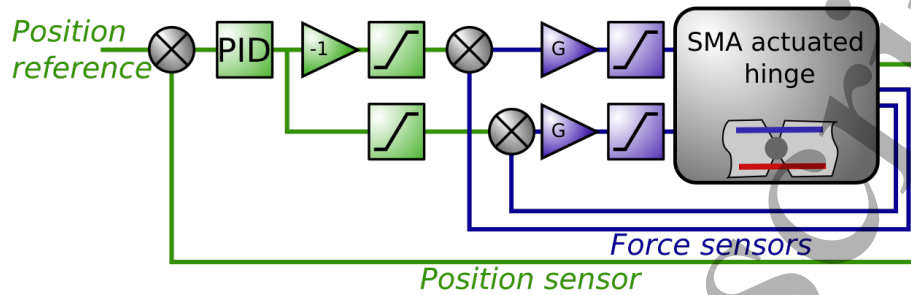 Position
reference
PID
-1
G
SMA actuated
hinge
G
Force sensors
Position sensor